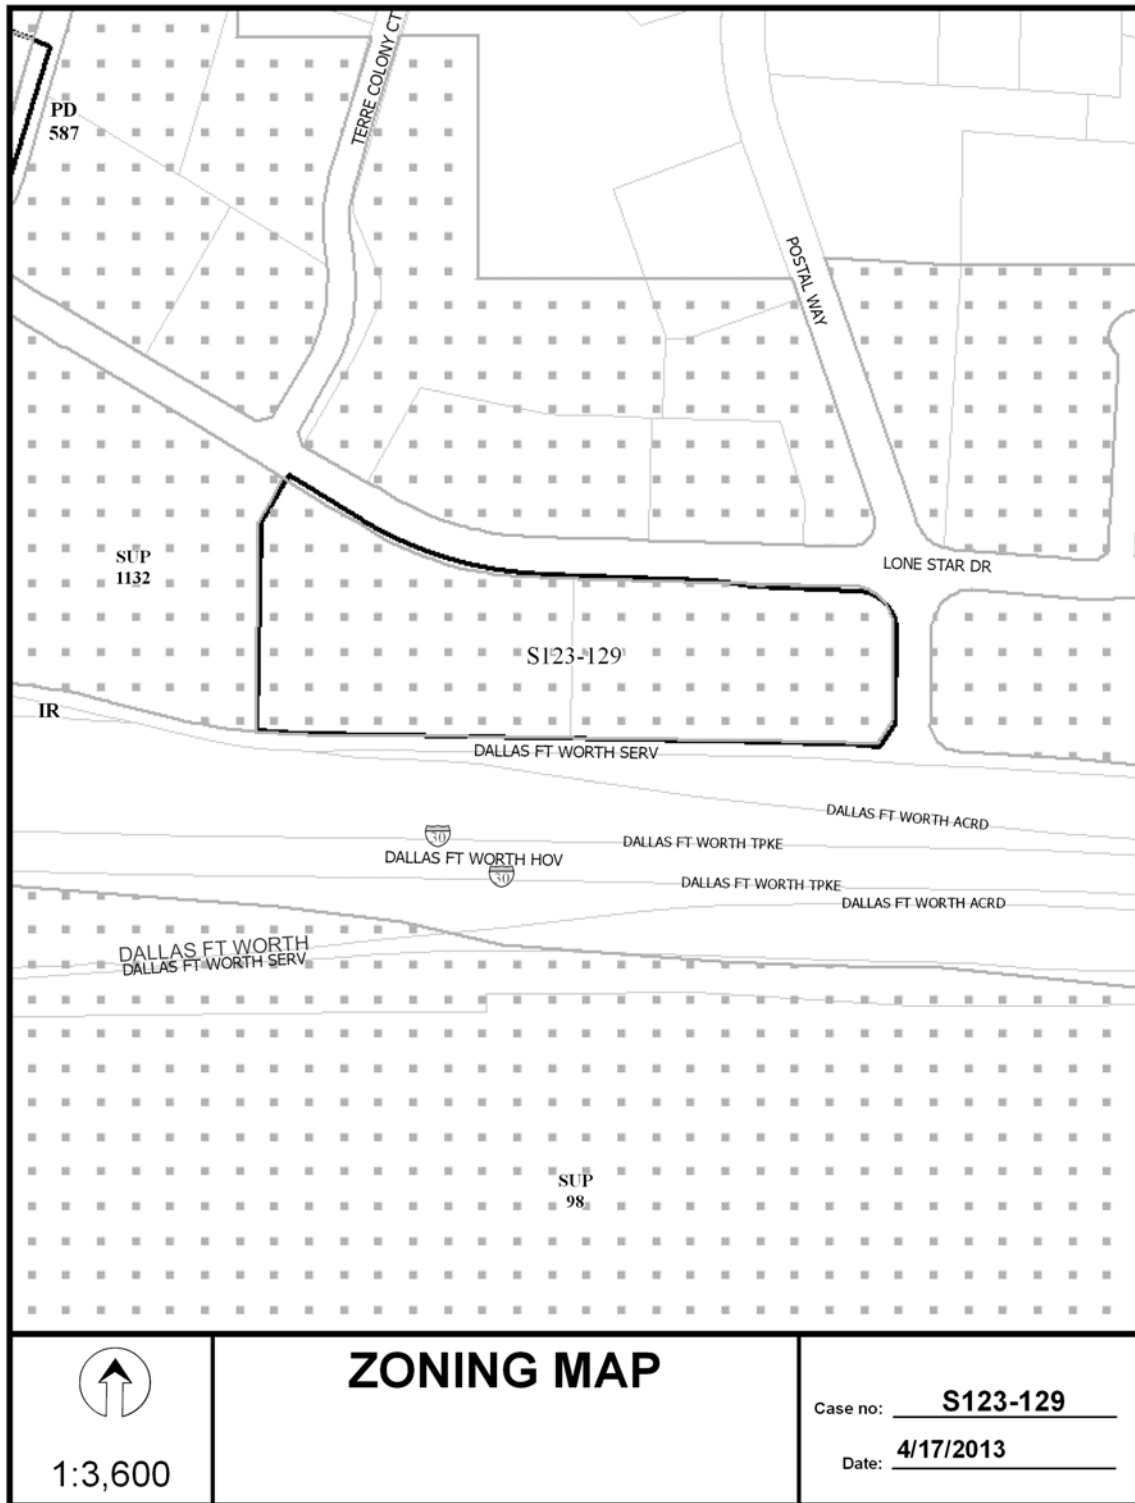 TERRE COLONY CT
PD
587
POSTAL WAY
SUP
1132
LONE STAR DR
S123-129
IR
DALLAS FT WORTH SERV
DALLAS FT WORTH ACRD
30
DALLAS FT WORTH TPKE
DALLAS FT WORTH HOV
30
DALLAS FT WORTH TPKE
DALLAS FT WORTH ACRD
DALLAS FT WORTH
DALLAS FT WORTH SERV
SUP
98
1:3,600
ZONING MAP
Case no: S123-129
Date: 4/17/2013